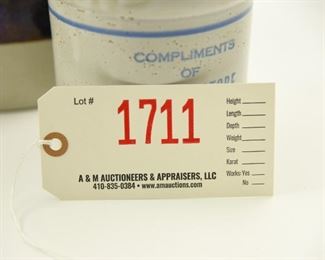 COMPLIMENTS
OF
Lot #
1711
Height
Length
Depth
Weight
Size
Karat
Works: Yes
No
A & M AUCTIONEERS & APPRAISERS, LLC
410-835-0384 • www.amauctions.com